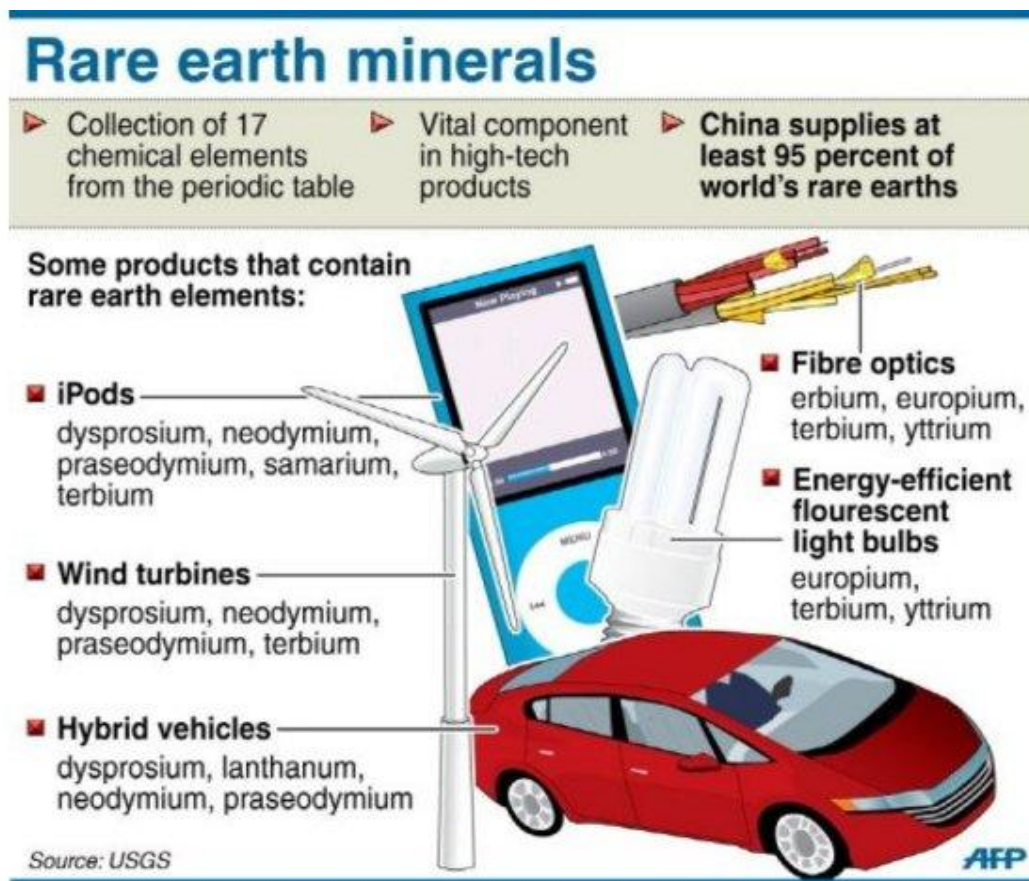 Rare earth minerals
Collection of 17
chemical elements
from the periodic table
Vital component
in high-tech
products
China supplies at
least 95 percent of
world's rare earths
Some products that contain
rare earth elements:
iPods
dysprosium, neodymium,
praseodymium, samarium,
terbium
Wind turbines
dysprosium, neodymium,
praseodymium, terbium
Hybrid vehicles
dysprosium, lanthanum,
neodymium, praseodymium
Now Playing
MENU
Fibre optics
erbium, europium,
terbium, yttrium
Energy-efficient
flourescent
light bulbs
europium,
terbium, yttrium
Source: USGS
AFP